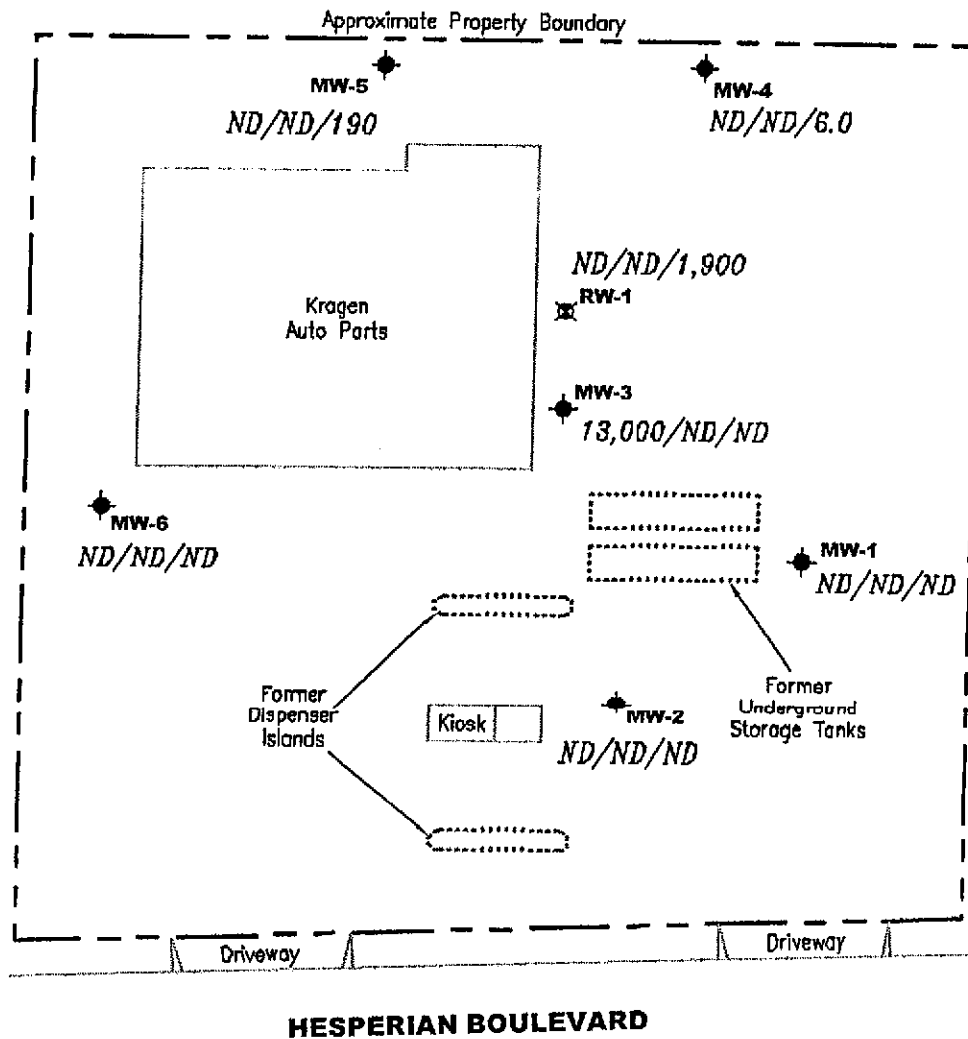 Approximate Property Boundary
MW-5
ND/ND/190
MW-4
ND/ND/6.0
ND/ND/1,900
RW-1
Kragen
Auto Parts
MW-3
13,000/ND/ND
MW-6
ND/ND/ND
MW-1
ND/ND/ND
Former
Dispenser
Islands
Kiosk
MW-2
ND/ND/ND
Former
Underground
Storage Tanks
Driveway
Driveway
HESPERIAN BOULEVARD